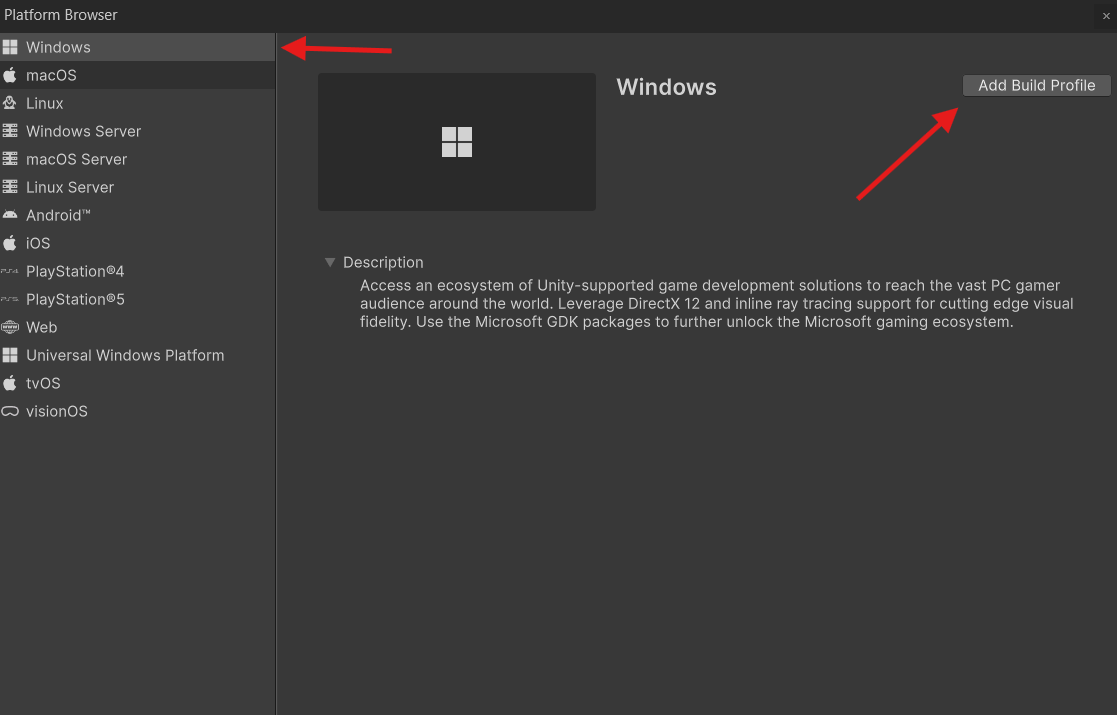 Platform Browser
Windows
macOS
Linux
Windows Server
macOS Server
Linux Server
Android™
iOS
PlayStation®4
PlayStation®5
Web
Universal Windows Platform
tvOS
visionOS
Windows
Add Build Profile
Description
Access an ecosystem of Unity-supported game development solutions to reach the vast PC gamer
audience around the world. Leverage DirectX 12 and inline ray tracing support for cutting edge visual
fidelity. Use the Microsoft GDK packages to further unlock the Microsoft gaming ecosystem.